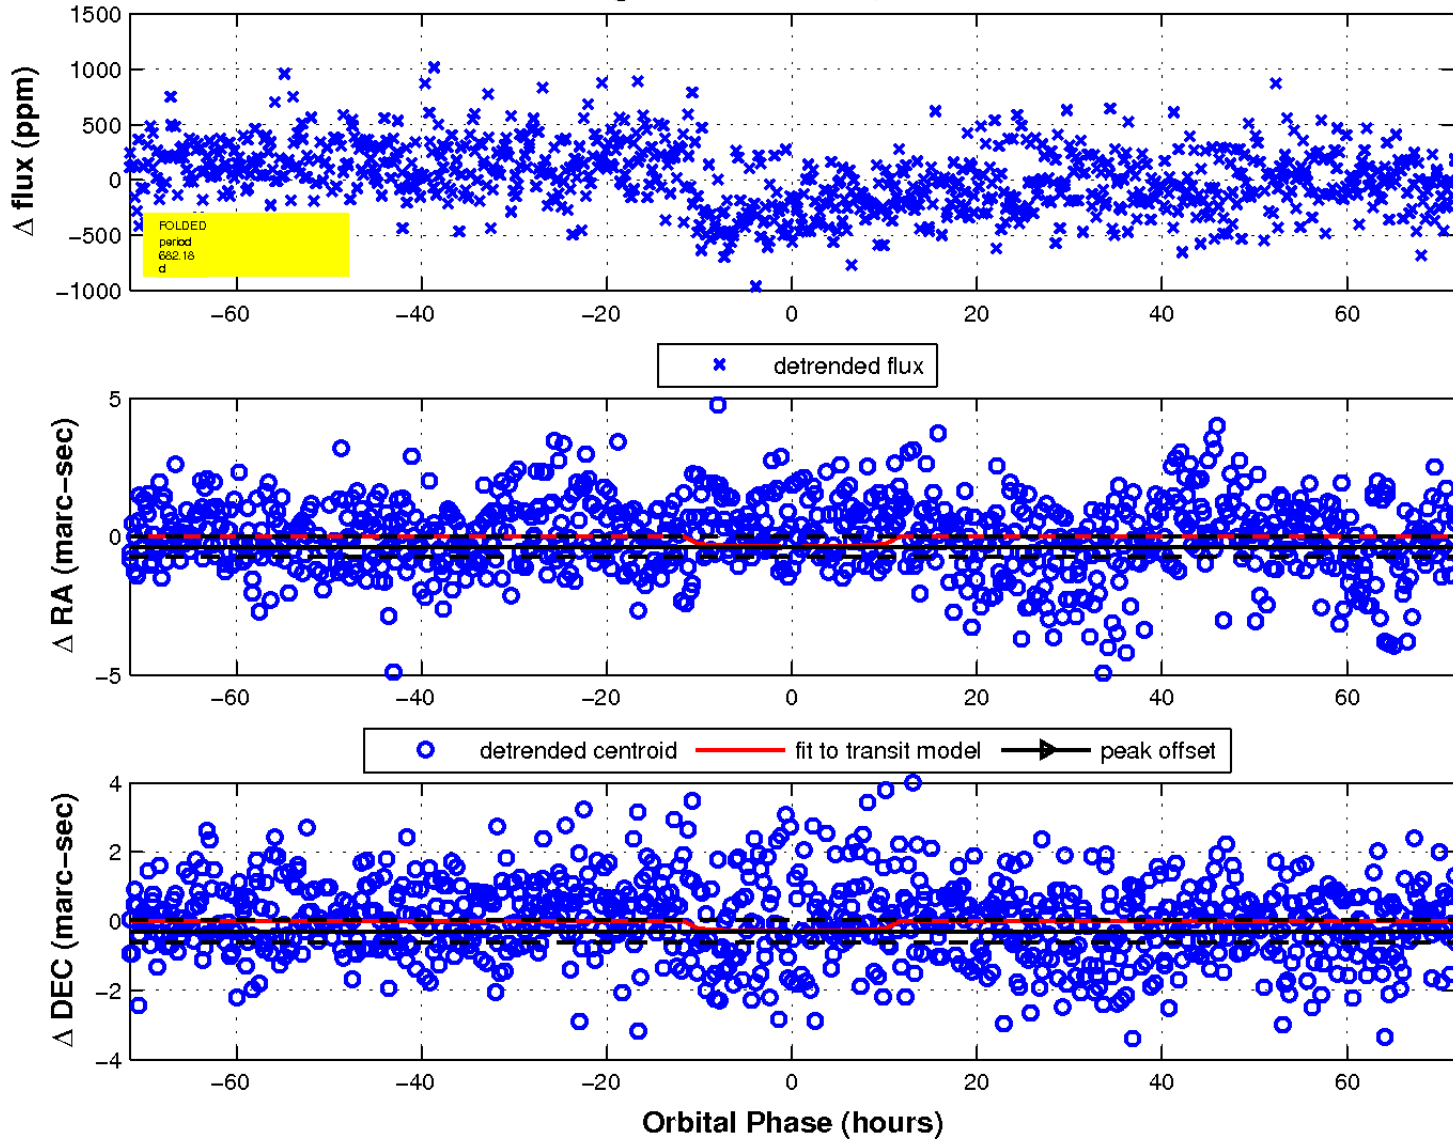 1500
1000
500
0
−500
−1000
Δ flux (ppm)
FOLDED
period
682.18
d
−60 −40 −20 0 20 40 60
detrended flux
5
0
−5
Δ RA (marc−sec)
−60 −40 −20 0 20 40 60
detrended centroid fit to transit model peak offset
4
2
0
−2
−4
Δ DEC (marc−sec)
−60 −40 −20 0 20 40 60
Orbital Phase (hours)